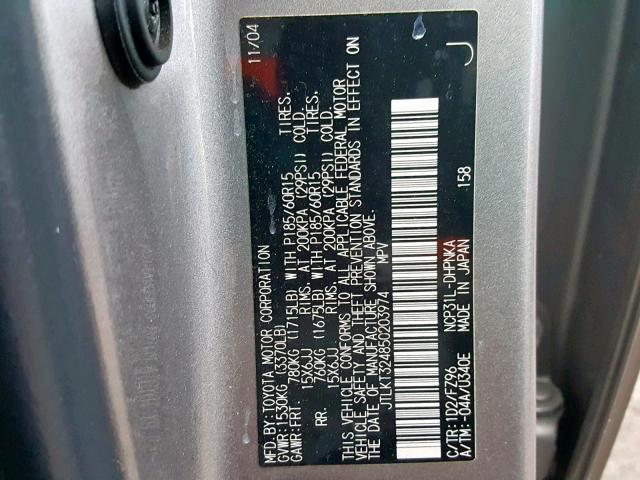 MFD.BY:TOYOTA MOTOR CORPORATION 11/04
GVWR:1530KG(3370LB)
GAWR:FRT. 780KG (1715LB) WITH P185/60R15 TIRES.
15X6JJ RIMS. AT 200KPA (29PSI) COLD.
RR. 760KG (1675LB) WITH P185/60R15 TIRES.
15X6JJ RIMS. AT 200KPA (29PSI) COLD.
THIS VEHICLE CONFORMS TO ALL APPLICABLE FEDERAL MOTOR
VEHICLE SAFETY AND THEFT PREVENTION STANDARDS IN EFFECT ON
THE DATE OF MANUFACTURE SHOWN ABOVE.
JTLKT324850203974 MPV
C/TR:1D2/FZ96 NCP31L-DHPNKA 158 J
A/TM:-04A/U340E MADE IN JAPAN